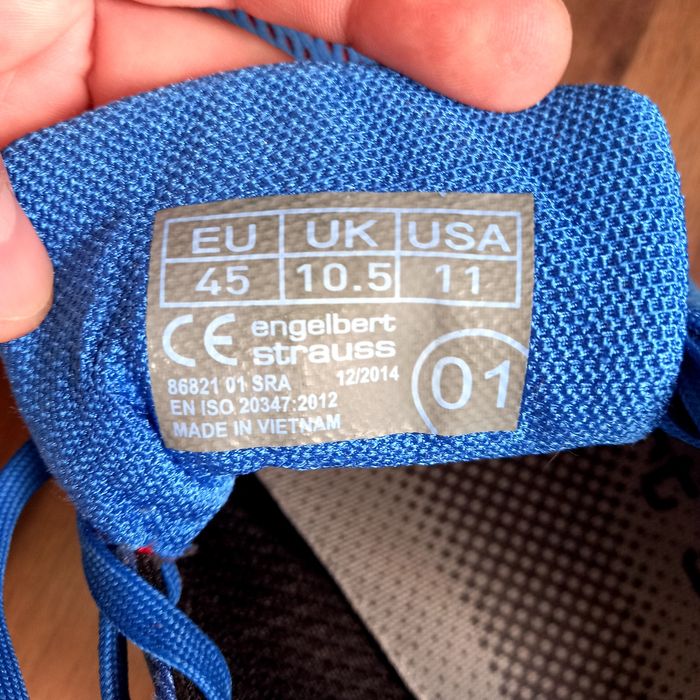 EU UK USA
45 10.5 11
CE engelbert
strauss
01
86821 01 SRA 12/2014
EN ISO 20347:2012
MADE IN VIETNAM